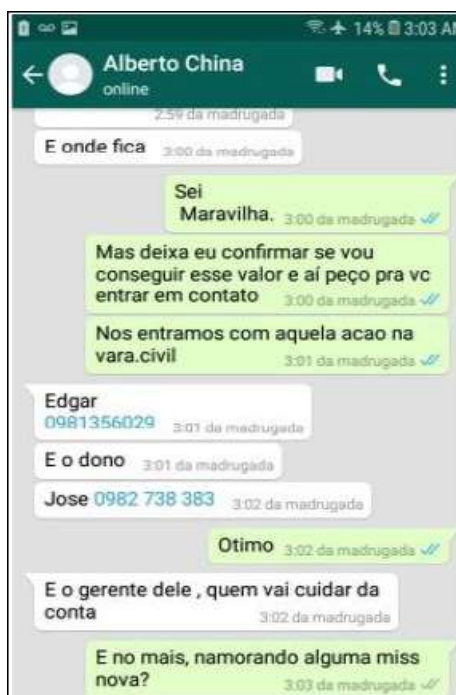 14% 3:03 AM
Alberto China
online
2:59 da madrugada
E onde fica 3:00 da madrugada
Sei
Maravilha. 3:00 da madrugada
Mas deixa eu confirmar se vou
conseguir esse valor e aí peço pra vc
entrar em contato 3:00 da madrugada
Nos entramos com aquela acao na
vara.civil 3:01 da madrugada
Edgar
0981356029 3:01 da madrugada
E o dono 3:01 da madrugada
Jose 0982 738 383 3:02 da madrugada
Otimo 3:02 da madrugada
E o gerente dele , quem vai cuidar da
conta 3:02 da madrugada
E no mais, namorando alguma miss
nova? 3:03 da madrugada